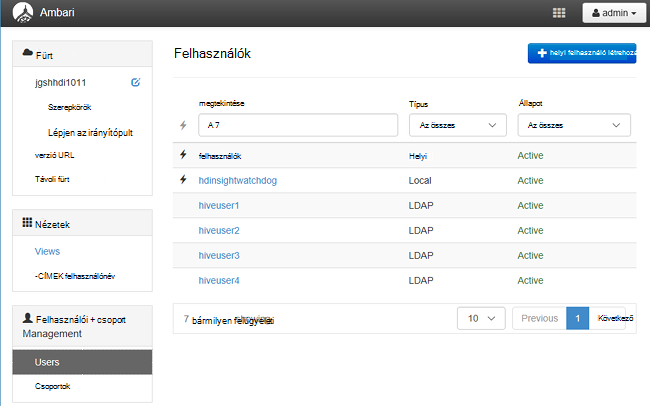 Ambari
admin
Fürt
jgshhdi1011
Szerepkörök
Lépjen az irányítópult
verzió URL
Távoli fürt
Nézetek
Views
-CÍMEK felhasználónév
Felhasználói + csopot
Management
Users
Csoportok
Felhasználók
helyi felhasználó létrehozá
megtekintése Típus Állapot
A 7 Az összes Az összes
felhasználók Helyi Active
hdinsightwatchdog Local Active
hiveuser1 LDAP Active
hiveuser2 LDAP Active
hiveuser3 LDAP Active
hiveuser4 LDAP Active
7 bármilyen felügyeleti
10 Previous 1 Következő